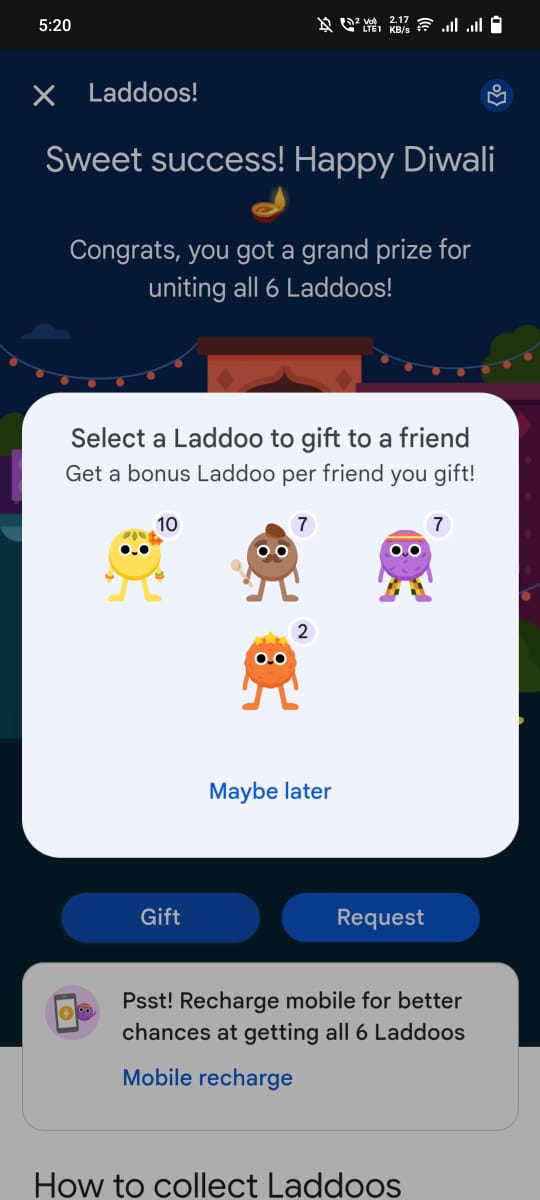 5:20
2
Vo))
LTE1
2.17
KB/s
Laddoos!
Sweet success! Happy Diwali
Congrats, you got a grand prize for
uniting all 6 Laddoos!
Select a Laddoo to gift to a friend
Get a bonus Laddoo per friend you gift!
10
7
7
2
Maybe later
Gift
Request
Psst! Recharge mobile for better
chances at getting all 6 Laddoos
Mobile recharge
How to collect Laddoos